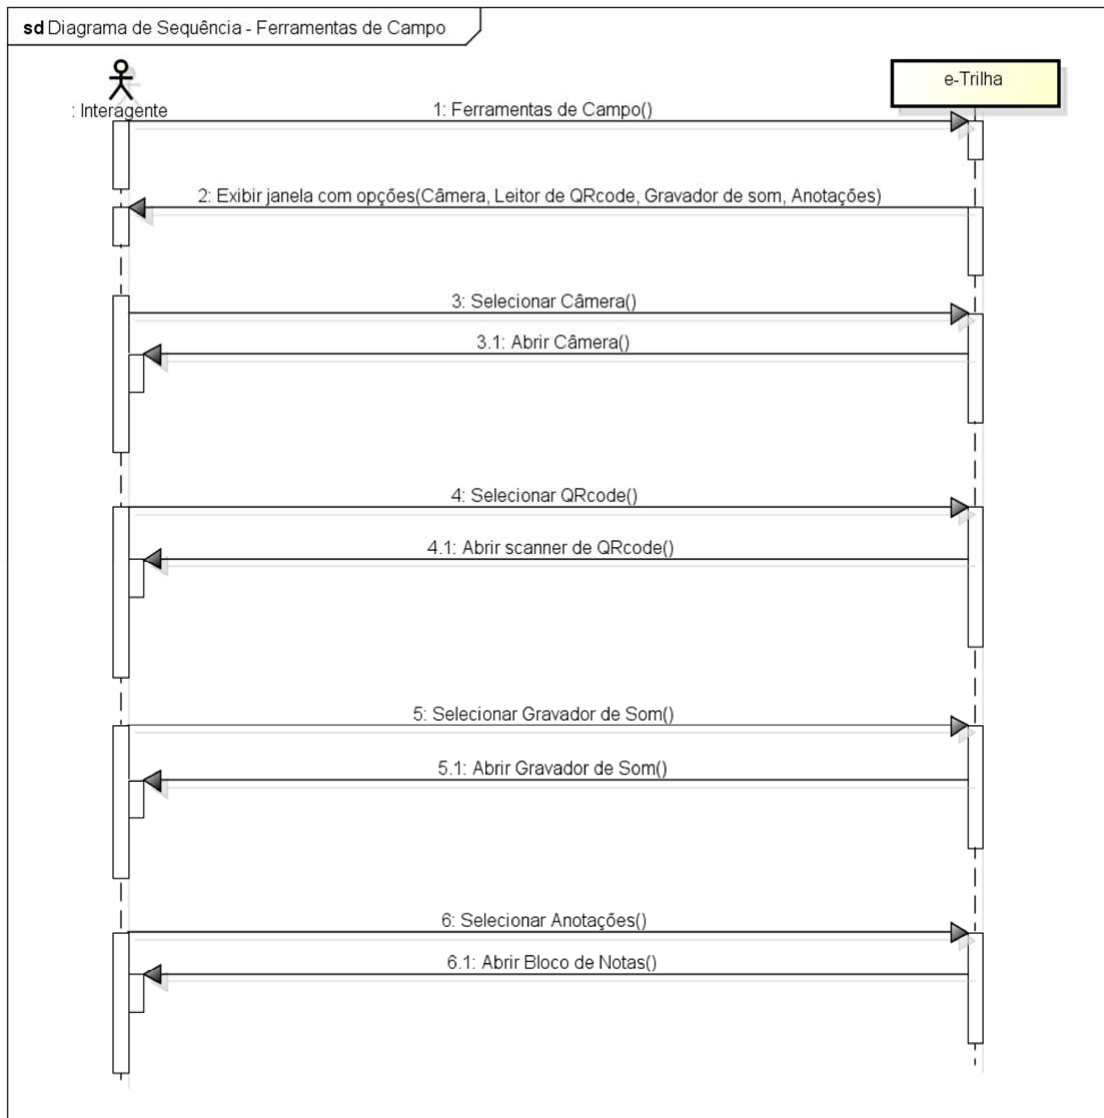 sd Diagrama de Sequência - Ferramentas de Campo
: Interagente
e-Trilha
1: Ferramentas de Campo()
2: Exibir janela com opções(Câmera, Leitor de QRcode, Gravador de som, Anotações)
3: Selecionar Câmera()
3.1: Abrir Câmera()
4: Selecionar QRcode()
4.1: Abrir scanner de QRcode()
5: Selecionar Gravador de Som()
5.1: Abrir Gravador de Som()
6: Selecionar Anotações()
6.1: Abrir Bloco de Notas()